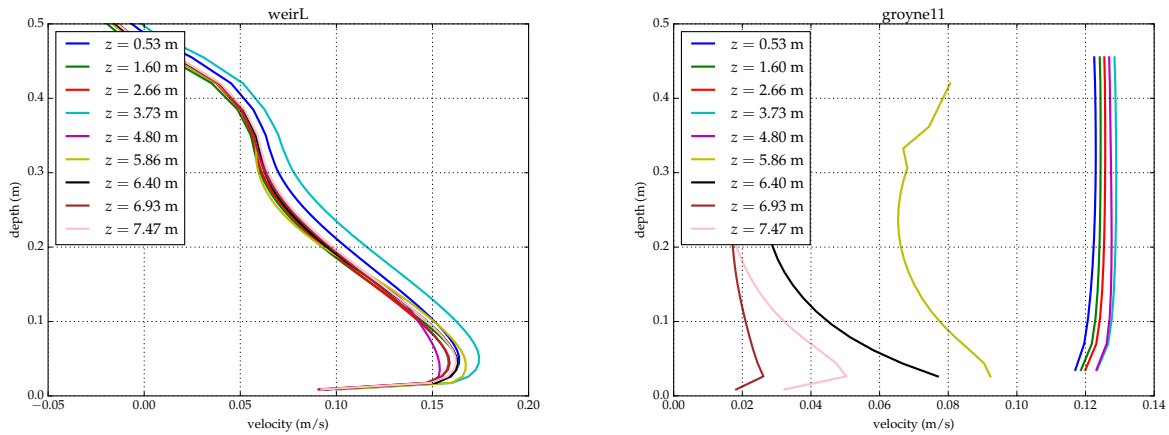 weirL
0.5
0.4
0.3
0.2
0.1
0.0
depth (m)
z = 0.53 m
z = 1.60 m
z = 2.66 m
z = 3.73 m
z = 4.80 m
z = 5.86 m
z = 6.40 m
z = 6.93 m
z = 7.47 m
−0.05 0.00 0.05 0.10 0.15 0.20
velocity (m/s)
groyne11
0.5
0.4
0.3
0.2
0.1
0.0
depth (m)
z = 0.53 m
z = 1.60 m
z = 2.66 m
z = 3.73 m
z = 4.80 m
z = 5.86 m
z = 6.40 m
z = 6.93 m
z = 7.47 m
0.00 0.02 0.04 0.06 0.08 0.10 0.12 0.14
velocity (m/s)